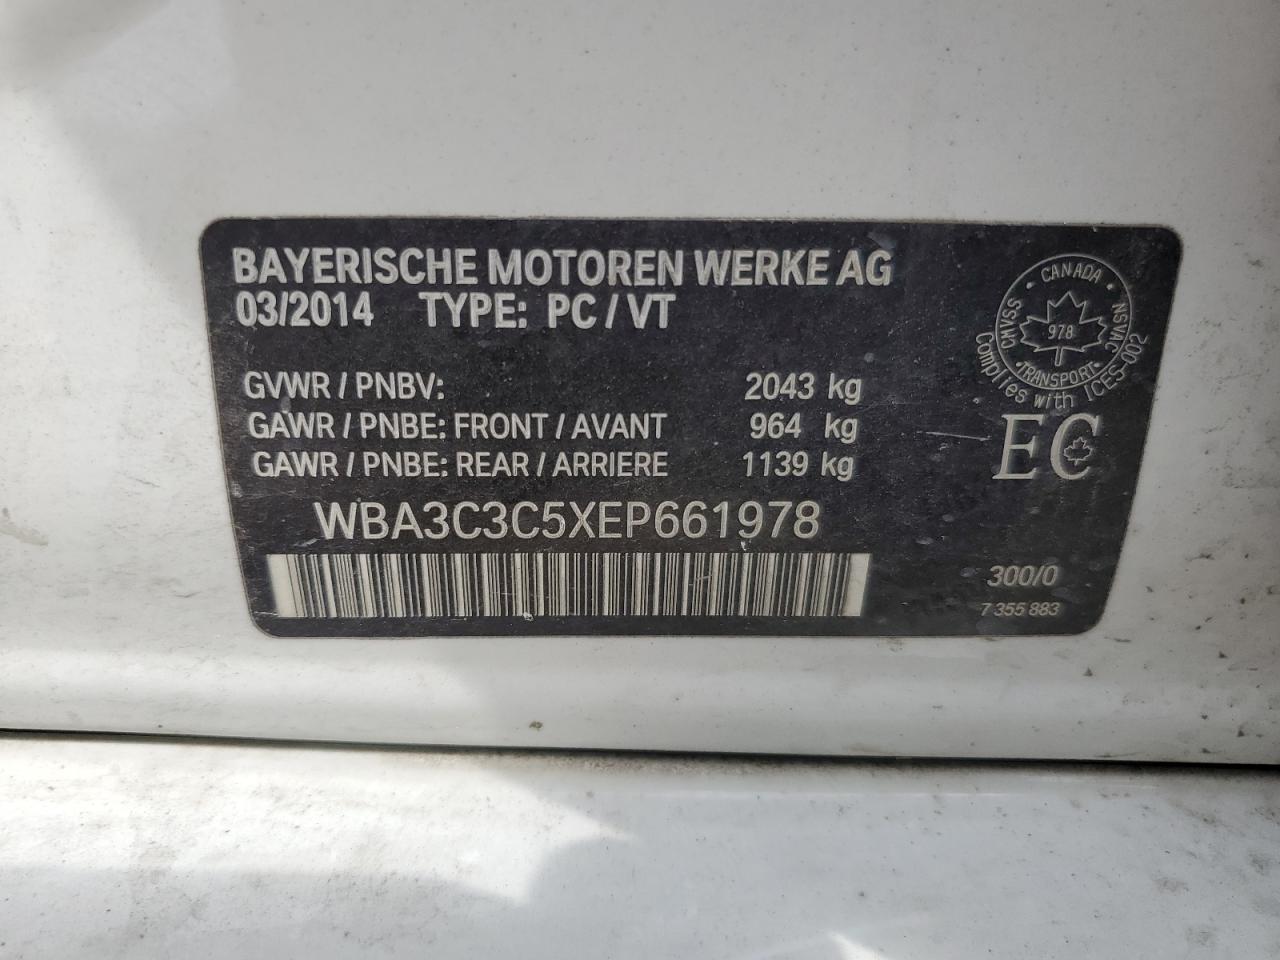 BAYERISCHE MOTOREN WERKE AG
03/2014 TYPE: PC / VT
GVWR / PNBV: 2043 kg
GAWR / PNBE: FRONT / AVANT 964 kg
GAWR / PNBE: REAR / ARRIERE 1139 kg
WBA3C3C5XEP661978
CANADA
CMVSS
NSVAC
978
TRANSPORT
Complies with ICES-002
EC
300/0
7 355 883